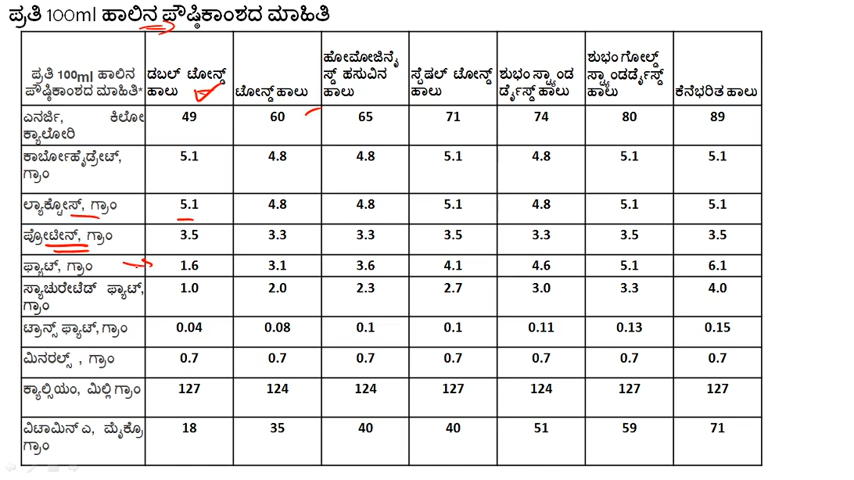 ಪ್ರತಿ 100ml ಹಾಲಿನ ಪೌಷ್ಠಿಕಾಂಶದ ಮಾಹಿತಿ
ಪ್ರತಿ 100ml ಹಾಲಿನ ಪೌಷ್ಠಿಕಾಂಶದ ಮಾಹಿತಿ* ಡಬಲ್ ಟೋನ್ಡ್ ಹಾಲು ಟೋನ್ಡ್ ಹಾಲು ಹೋಮೋಜಿನೈಸ್ಡ್ ಹಸುವಿನ ಹಾಲು ಸ್ಪೆಷಲ್ ಟೋನ್ಡ್ ಹಾಲು ಶುಭಂ ಸ್ಟ್ಯಾಂಡರ್ಡೈಸ್ಡ್ ಹಾಲು ಶುಭಂ ಗೋಲ್ಡ್ ಸ್ಟ್ಯಾಂಡರ್ಡೈಸ್ಡ್ ಹಾಲು ಕೆನೆಭರಿತ ಹಾಲು
ಎನರ್ಜಿ, ಕಿಲೋ ಕ್ಯಾಲೋರಿ 49 60 65 71 74 80 89
ಕಾರ್ಬೋಹೈಡ್ರೇಟ್, ಗ್ರಾಂ 5.1 4.8 4.8 5.1 4.8 5.1 5.1
ಲ್ಯಾಕ್ಟೋಸ್, ಗ್ರಾಂ 5.1 4.8 4.8 5.1 4.8 5.1 5.1
ಪ್ರೋಟೀನ್, ಗ್ರಾಂ 3.5 3.3 3.3 3.5 3.3 3.5 3.5
ಫ್ಯಾಟ್, ಗ್ರಾಂ 1.6 3.1 3.6 4.1 4.6 5.1 6.1
ಸ್ಯಾಚುರೇಟೆಡ್ ಫ್ಯಾಟ್, ಗ್ರಾಂ 1.0 2.0 2.3 2.7 3.0 3.3 4.0
ಟ್ರಾನ್ಸ್ ಫ್ಯಾಟ್, ಗ್ರಾಂ 0.04 0.08 0.1 0.1 0.11 0.13 0.15
ಮಿನರಲ್ಸ್ , ಗ್ರಾಂ 0.7 0.7 0.7 0.7 0.7 0.7 0.7
ಕ್ಯಾಲ್ಸಿಯಂ, ಮಿಲ್ಲಿಗ್ರಾಂ 127 124 124 127 124 127 127
ವಿಟಾಮಿನ್ ಎ, ಮೈಕ್ರೊ ಗ್ರಾಂ 18 35 40 40 51 59 71